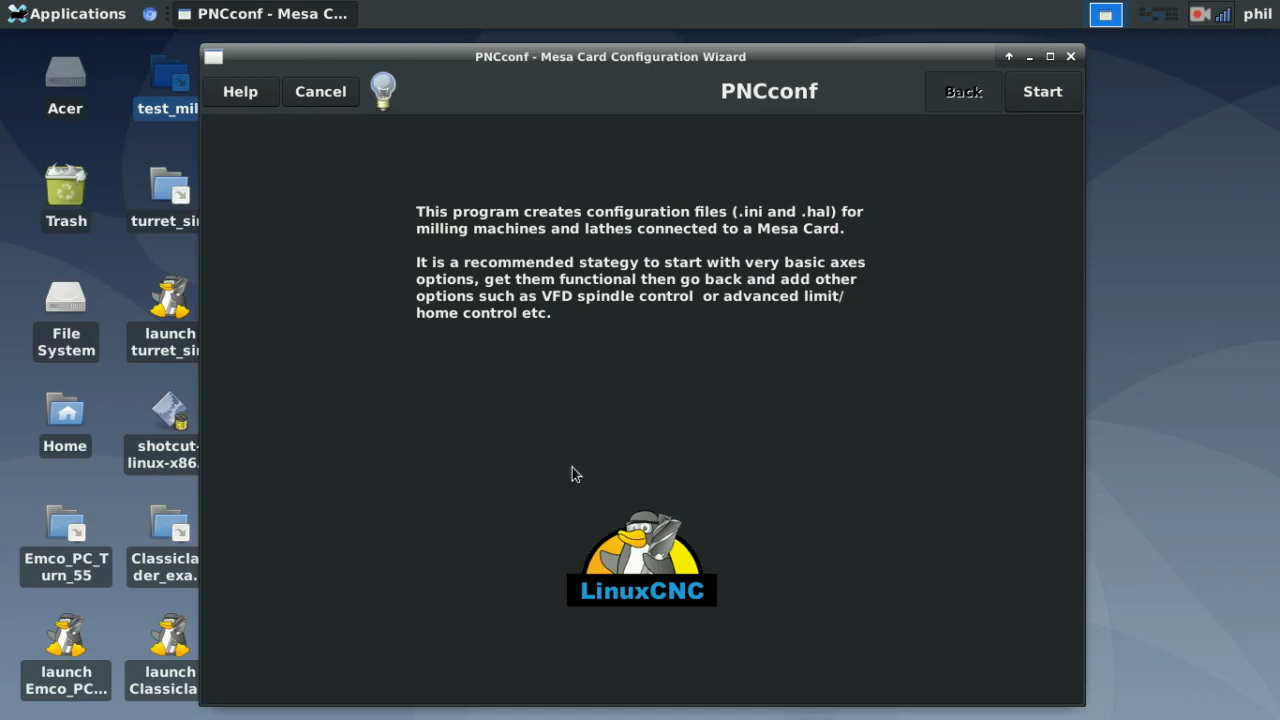 Applications
PNCconf - Mesa C...
phil
PNCconf - Mesa Card Configuration Wizard
Help
Cancel
PNCconf
Back
Start
Acer
test_mil
Trash
turret_si
File
System
launch
turret_si
Home
shotcut-
linux-x86.
Emco_PC_T
urn_55
Classicla
der_exa.
launch
Emco_PC...
launch
Classicla
This program creates configuration files (.ini and .hal) for
milling machines and lathes connected to a Mesa Card.
It is a recommended stategy to start with very basic axes
options, get them functional then go back and add other
options such as VFD spindle control  or advanced limit/
home control etc.
LinuxCNC